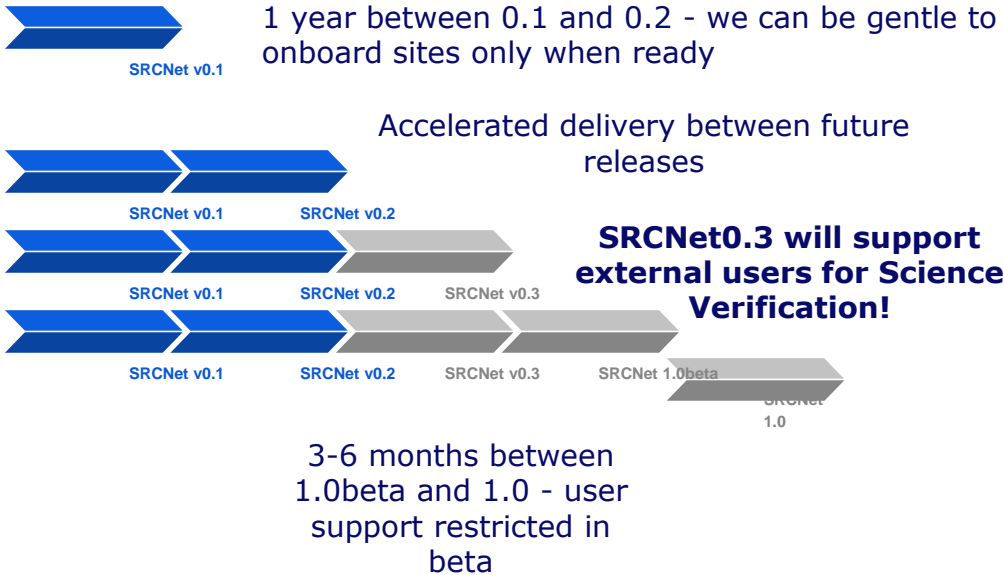 1 year between 0.1 and 0.2 - we can be gentle to
onboard sites only when ready
SRCNet v0.1
Accelerated delivery between future
releases
SRCNet v0.1 SRCNet v0.2
SRCNet0.3 will support
external users for Science
Verification!
SRCNet v0.1 SRCNet v0.2 SRCNet v0.3
SRCNet v0.1 SRCNet v0.2 SRCNet v0.3 SRCNet 1.0beta
SRCNet
1.0
3-6 months between
1.0beta and 1.0 - user
support restricted in
beta